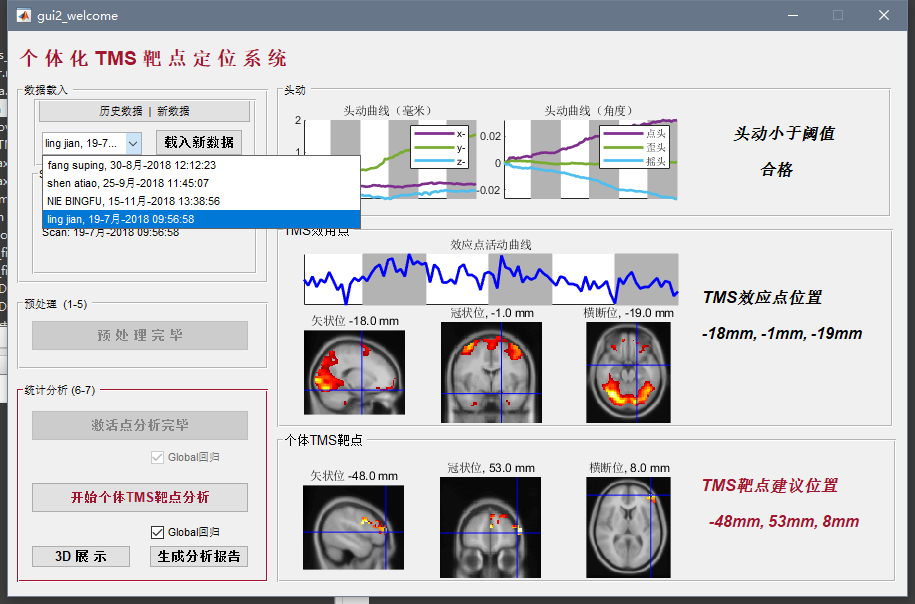 gui2_welcome
个体化 TMS 靶点定位系统
数据载入
历史数据 | 新数据
ling jian, 19-7...
载入新数据
fang suping, 30-8月-2018 12:12:23
shen atiao, 25-9月-2018 11:45:07
NIE BINGFU, 15-11月-2018 13:38:56
ling jian, 19-7月-2018 09:56:58
Scan: 19-7月-2018 09:56:58
预处理 (1-5)
预处理完毕
统计分析 (6-7)
激活点分析完毕
Global回归
开始个体TMS靶点分析
Global回归
3D 展 示
生成分析报告
头动
头动曲线（毫米）
2
1
x-
y-
z-
头动曲线（角度）
0.02
0
-0.02
点头
歪头
摇头
头动小于阈值
合格
TMS效用点
效应点活动曲线
矢状位 -18.0 mm
冠状位, -1.0 mm
横断位, -19.0 mm
TMS效应点位置
-18mm, -1mm, -19mm
个体TMS靶点
矢状位 -48.0 mm
冠状位, 53.0 mm
横断位, 8.0 mm
TMS靶点建议位置
-48mm, 53mm, 8mm